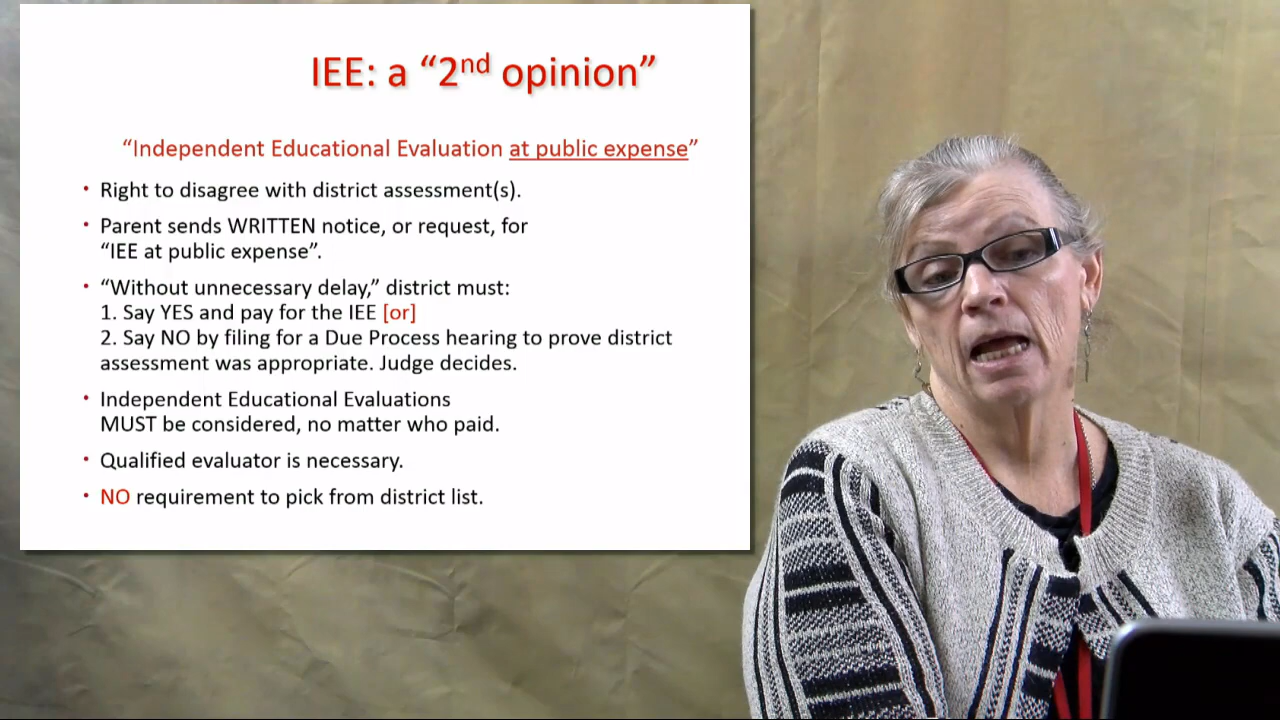 IEE: a “2nd opinion”
“Independent Educational Evaluation at public expense”
• Right to disagree with district assessment(s).
• Parent sends WRITTEN notice, or request, for
“IEE at public expense”.
• “Without unnecessary delay,” district must:
1. Say YES and pay for the IEE [or]
2. Say NO by filing for a Due Process hearing to prove district
assessment was appropriate. Judge decides.
• Independent Educational Evaluations
MUST be considered, no matter who paid.
• Qualified evaluator is necessary.
• NO requirement to pick from district list.